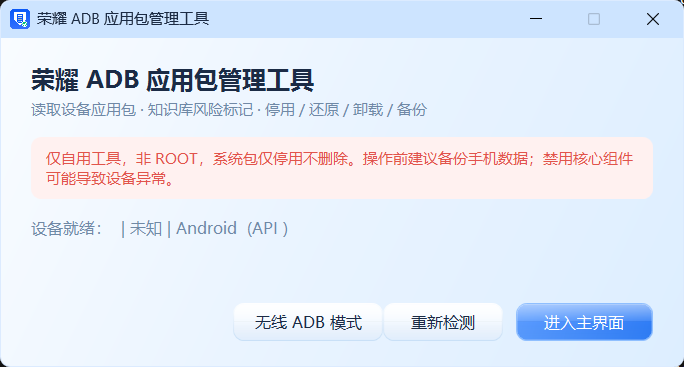 荣耀 ADB 应用包管理工具
荣耀 ADB 应用包管理工具
读取设备应用包 · 知识库风险标记 · 停用 / 还原 / 卸载 / 备份
仅自用工具，非 ROOT，系统包仅停用不删除。操作前建议备份手机数据；禁用核心组件
可能导致设备异常。
设备就绪： | 未知 | Android（API ）
无线 ADB 模式 重新检测 进入主界面